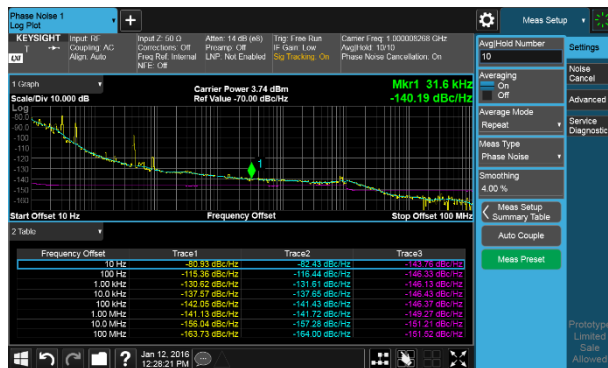 Phase Noise 1
Log Plot
Meas Setup
KEYSIGHT
Input: RF
Coupling: AC
Align: Auto
Input Z: 50 Ω
Corrections: Off
Freq Ref: Internal
NFE: Off
Atten: 14 dB (e6)
Preamp: Off
LNP: Not Enabled
Trig: Free Run
IF Gain: Low
Sig Tracking: On
Carrier Freq: 1.000008268 GHz
Avg|Hold: 10/10
Phase Noise Cancellation: On
1 Graph
Scale/Div 10.000 dB
Carrier Power 3.74 dBm
Ref Value -70.00 dBc/Hz
Mkr1 31.6 kHz
-140.19 dBc/Hz
Log
-80.0
-90.0
-100
-110
-120
-130
-140
-150
-160
1
Start Offset 10 Hz
Frequency Offset
Stop Offset 100 MHz
2 Table
Frequency Offset Trace1 Trace2 Trace3
10 Hz -80.93 dBc/Hz -82.43 dBc/Hz -143.76 dBc/Hz
100 Hz -115.36 dBc/Hz -116.44 dBc/Hz -146.33 dBc/Hz
1.00 kHz -130.62 dBc/Hz -131.61 dBc/Hz -146.13 dBc/Hz
10.0 kHz -137.57 dBc/Hz -137.65 dBc/Hz -146.43 dBc/Hz
100 kHz -142.05 dBc/Hz -141.43 dBc/Hz -146.37 dBc/Hz
1.00 MHz -141.13 dBc/Hz -141.72 dBc/Hz -149.27 dBc/Hz
10.0 MHz -156.04 dBc/Hz -157.28 dBc/Hz -151.21 dBc/Hz
100 MHz -163.73 dBc/Hz -164.00 dBc/Hz -151.52 dBc/Hz
Jan 12, 2016
12:28:21 PM
Avg|Hold Number
10
Averaging
On
Off
Average Mode
Repeat
Meas Type
Phase Noise
Smoothing
4.00 %
Meas Setup
Summary Table
Auto Couple
Meas Preset
Settings
Noise
Cancel
Advanced
Service
Diagnostic
Prototype
Limited
Sale
Allowed